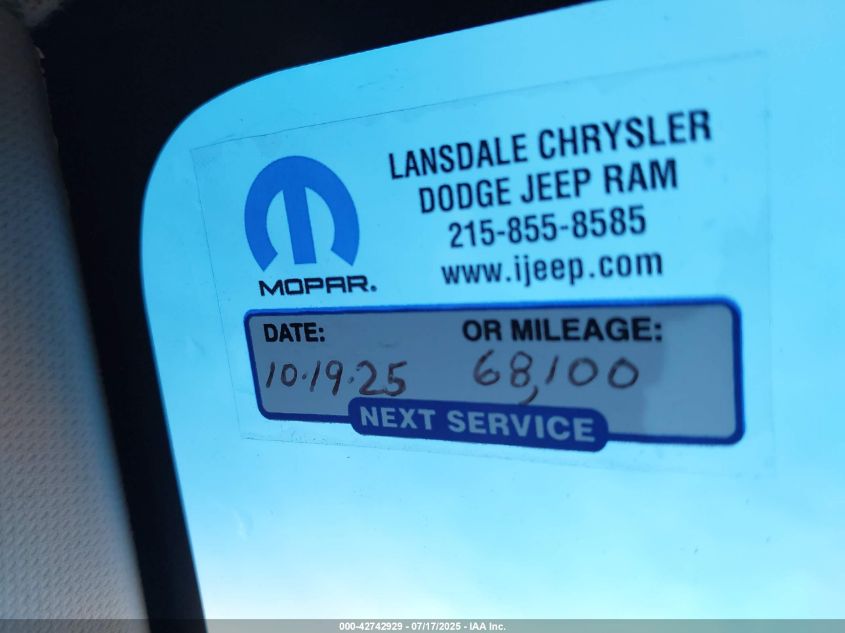 LANSDALE CHRYSLER
DODGE JEEP RAM
215-855-8585
www.ijeep.com
MOPAR.
DATE: OR MILEAGE:
10.19.25 68,100
NEXT SERVICE
000-42742929 - 07/17/2025 - IAA Inc.